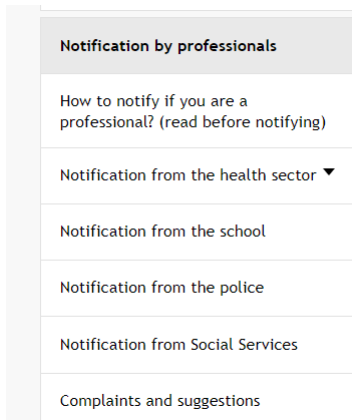 Notification by professionals
How to notify if you are a
professional? (read before notifying)
Notification from the health sector
Notification from the school
Notification from the police
Notification from Social Services
Complaints and suggestions